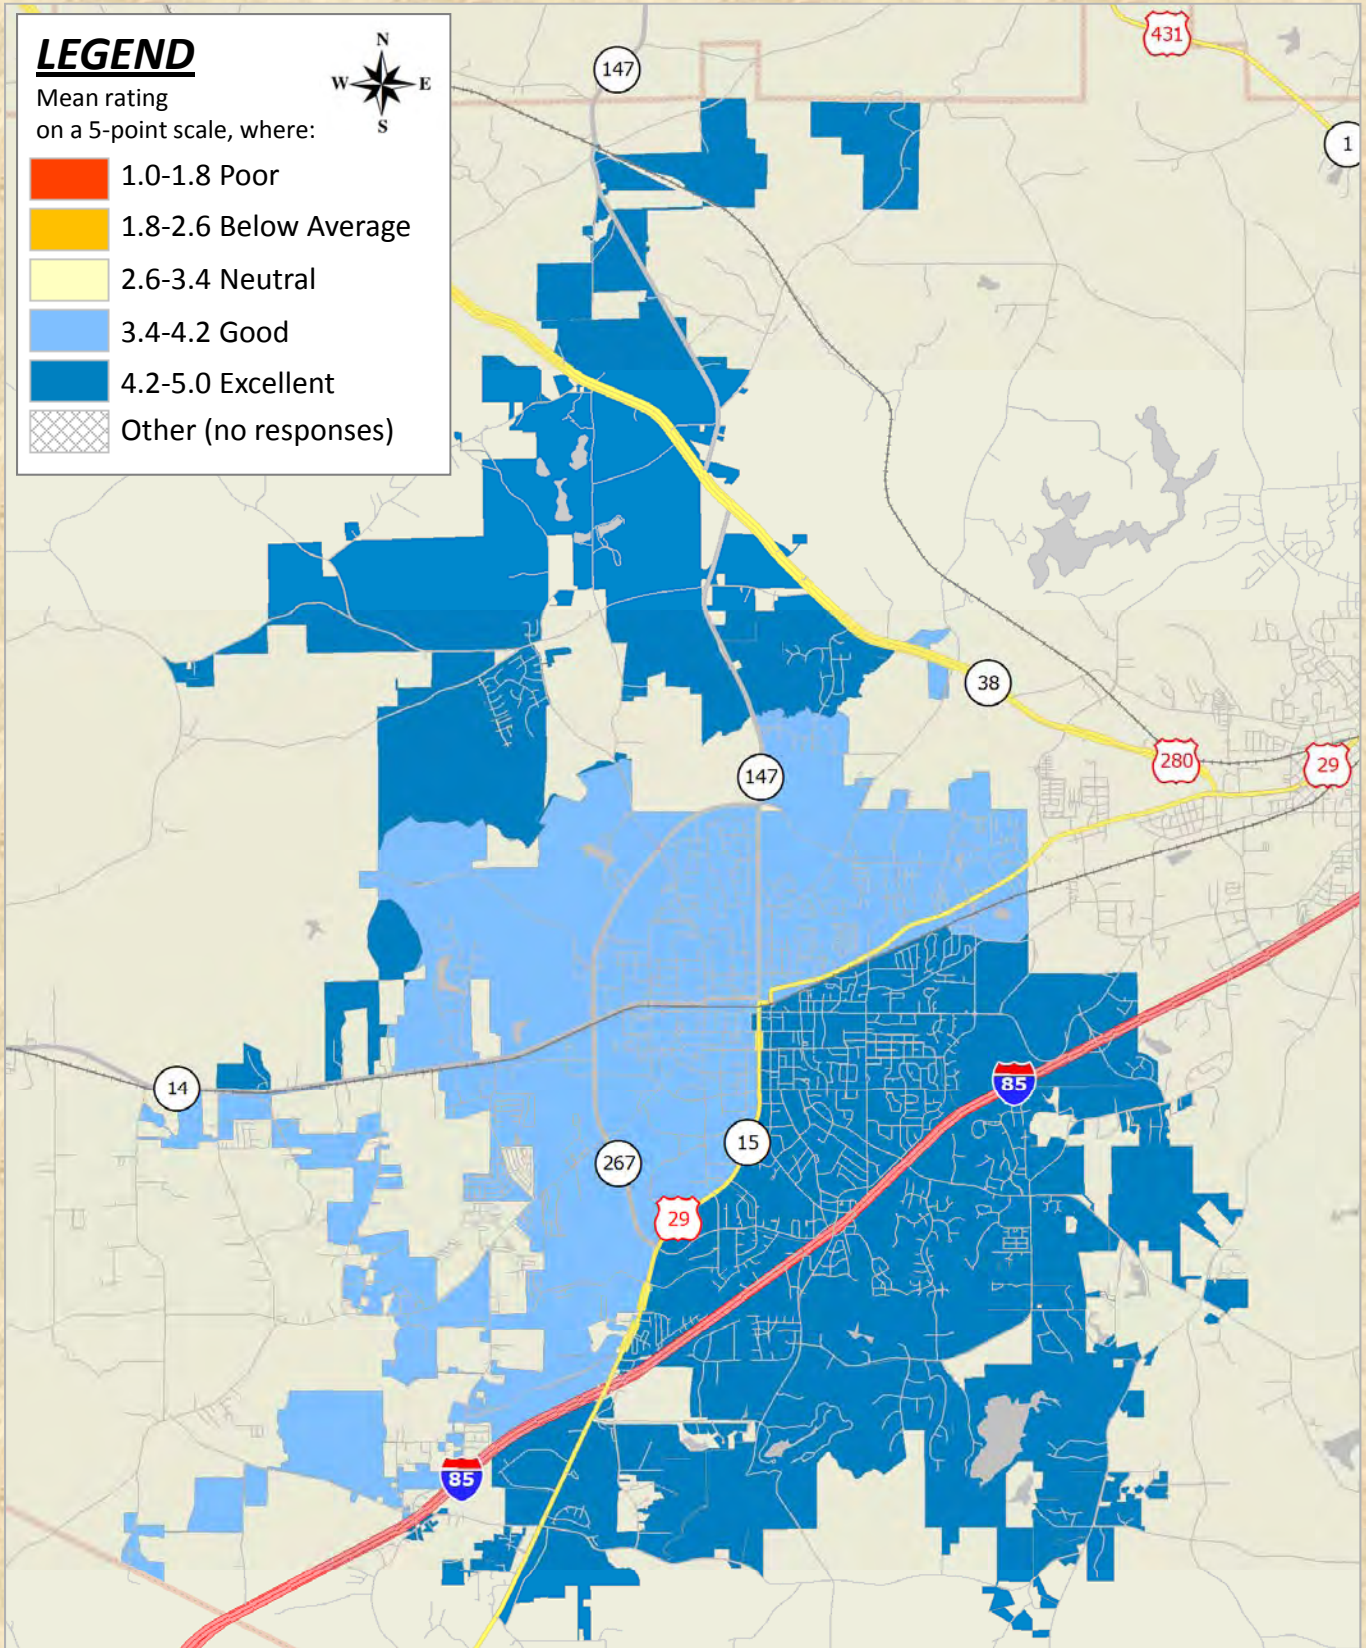 LEGEND
Mean rating
on a 5-point scale, where:
1.0-1.8 Poor
1.8-2.6 Below Average
2.6-3.4 Neutral
3.4-4.2 Good
4.2-5.0 Excellent
Other (no responses)
N
W E
S
147
431
1
38
280
29
147
14
85
15
267
29
85